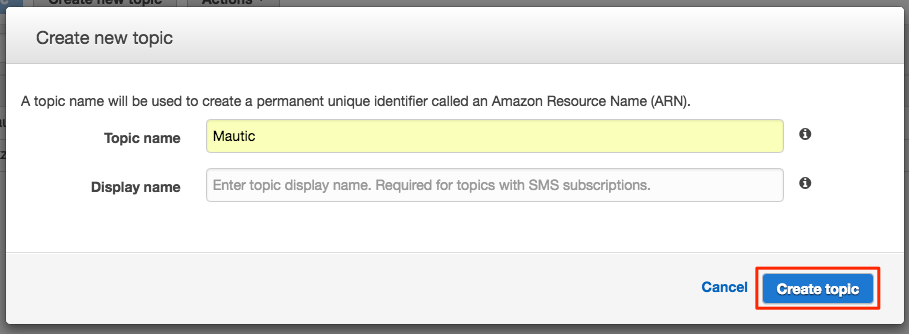 Create new topic
Actions
Create new topic
A topic name will be used to create a permanent unique identifier called an Amazon Resource Name (ARN).
Topic name
Mautic
Display name
Enter topic display name. Required for topics with SMS subscriptions.
Cancel
Create topic